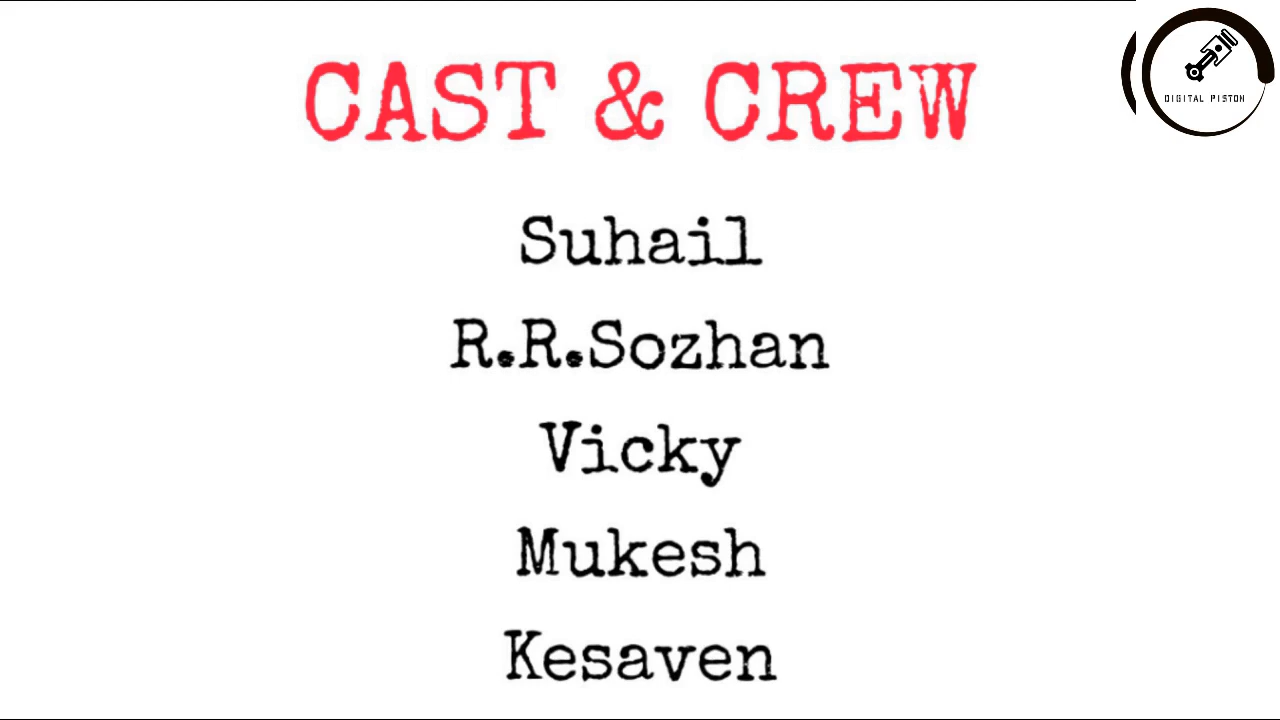 CAST & CREW
DIGITAL PISTON
Suhail
R.R.Sozhan
Vicky
Mukesh
Kesaven